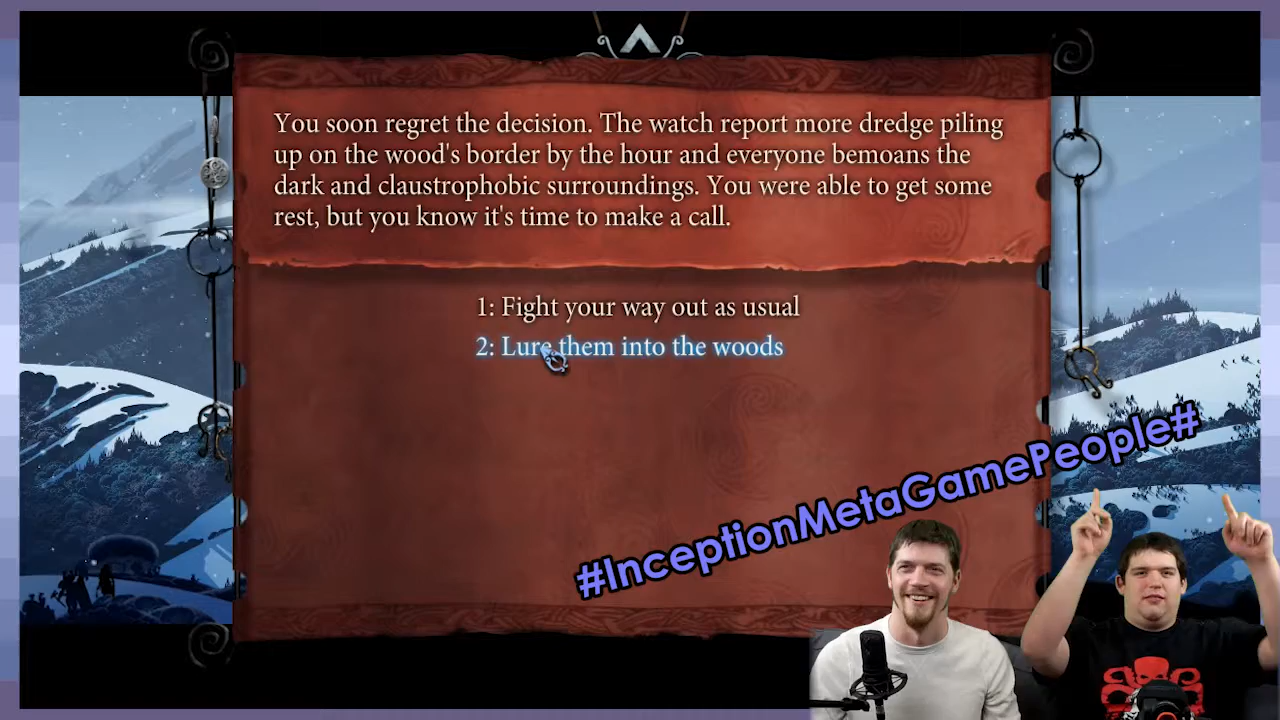 You soon regret the decision. The watch report more dredge piling
up on the wood's border by the hour and everyone bemoans the
dark and claustrophobic surroundings. You were able to get some
rest, but you know it's time to make a call.
1: Fight your way out as usual
2: Lure them into the woods
#InceptionMetaGamePeople#